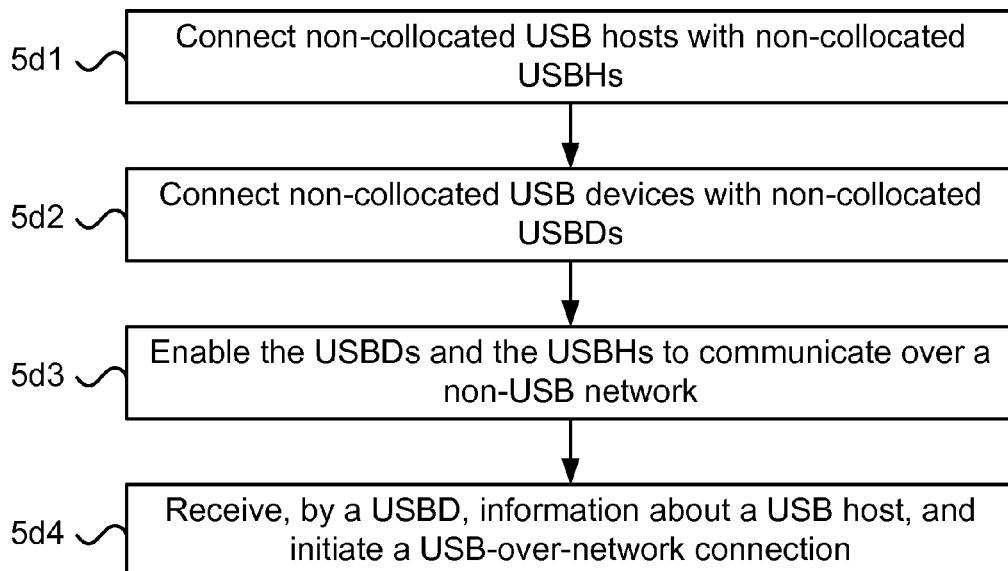 5d1
Connect non-collocated USB hosts with non-collocated
USBHs
5d2
Connect non-collocated USB devices with non-collocated
USBDs
5d3
Enable the USBDs and the USBHs to communicate over a
non-USB network
5d4
Receive, by a USBD, information about a USB host, and
initiate a USB-over-network connection